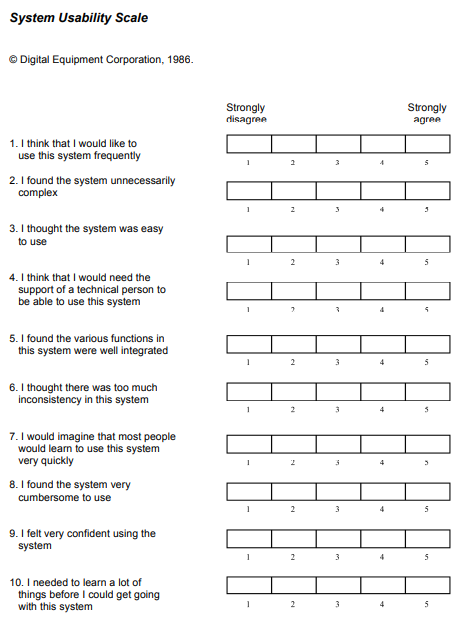 System Usability Scale
© Digital Equipment Corporation, 1986.
Strongly disagree
Strongly agree
1. I think that I would like to
use this system frequently
1 2 3 4 5
2. I found the system unnecessarily
complex
1 2 3 4 5
3. I thought the system was easy
to use
1 2 3 4 5
4. I think that I would need the
support of a technical person to
be able to use this system
1 2 3 4 5
5. I found the various functions in
this system were well integrated
1 2 3 4 5
6. I thought there was too much
inconsistency in this system
1 2 3 4 5
7. I would imagine that most people
would learn to use this system
very quickly
1 2 3 4 5
8. I found the system very
cumbersome to use
1 2 3 4 5
9. I felt very confident using the
system
1 2 3 4 5
10. I needed to learn a lot of
things before I could get going
with this system
1 2 3 4 5